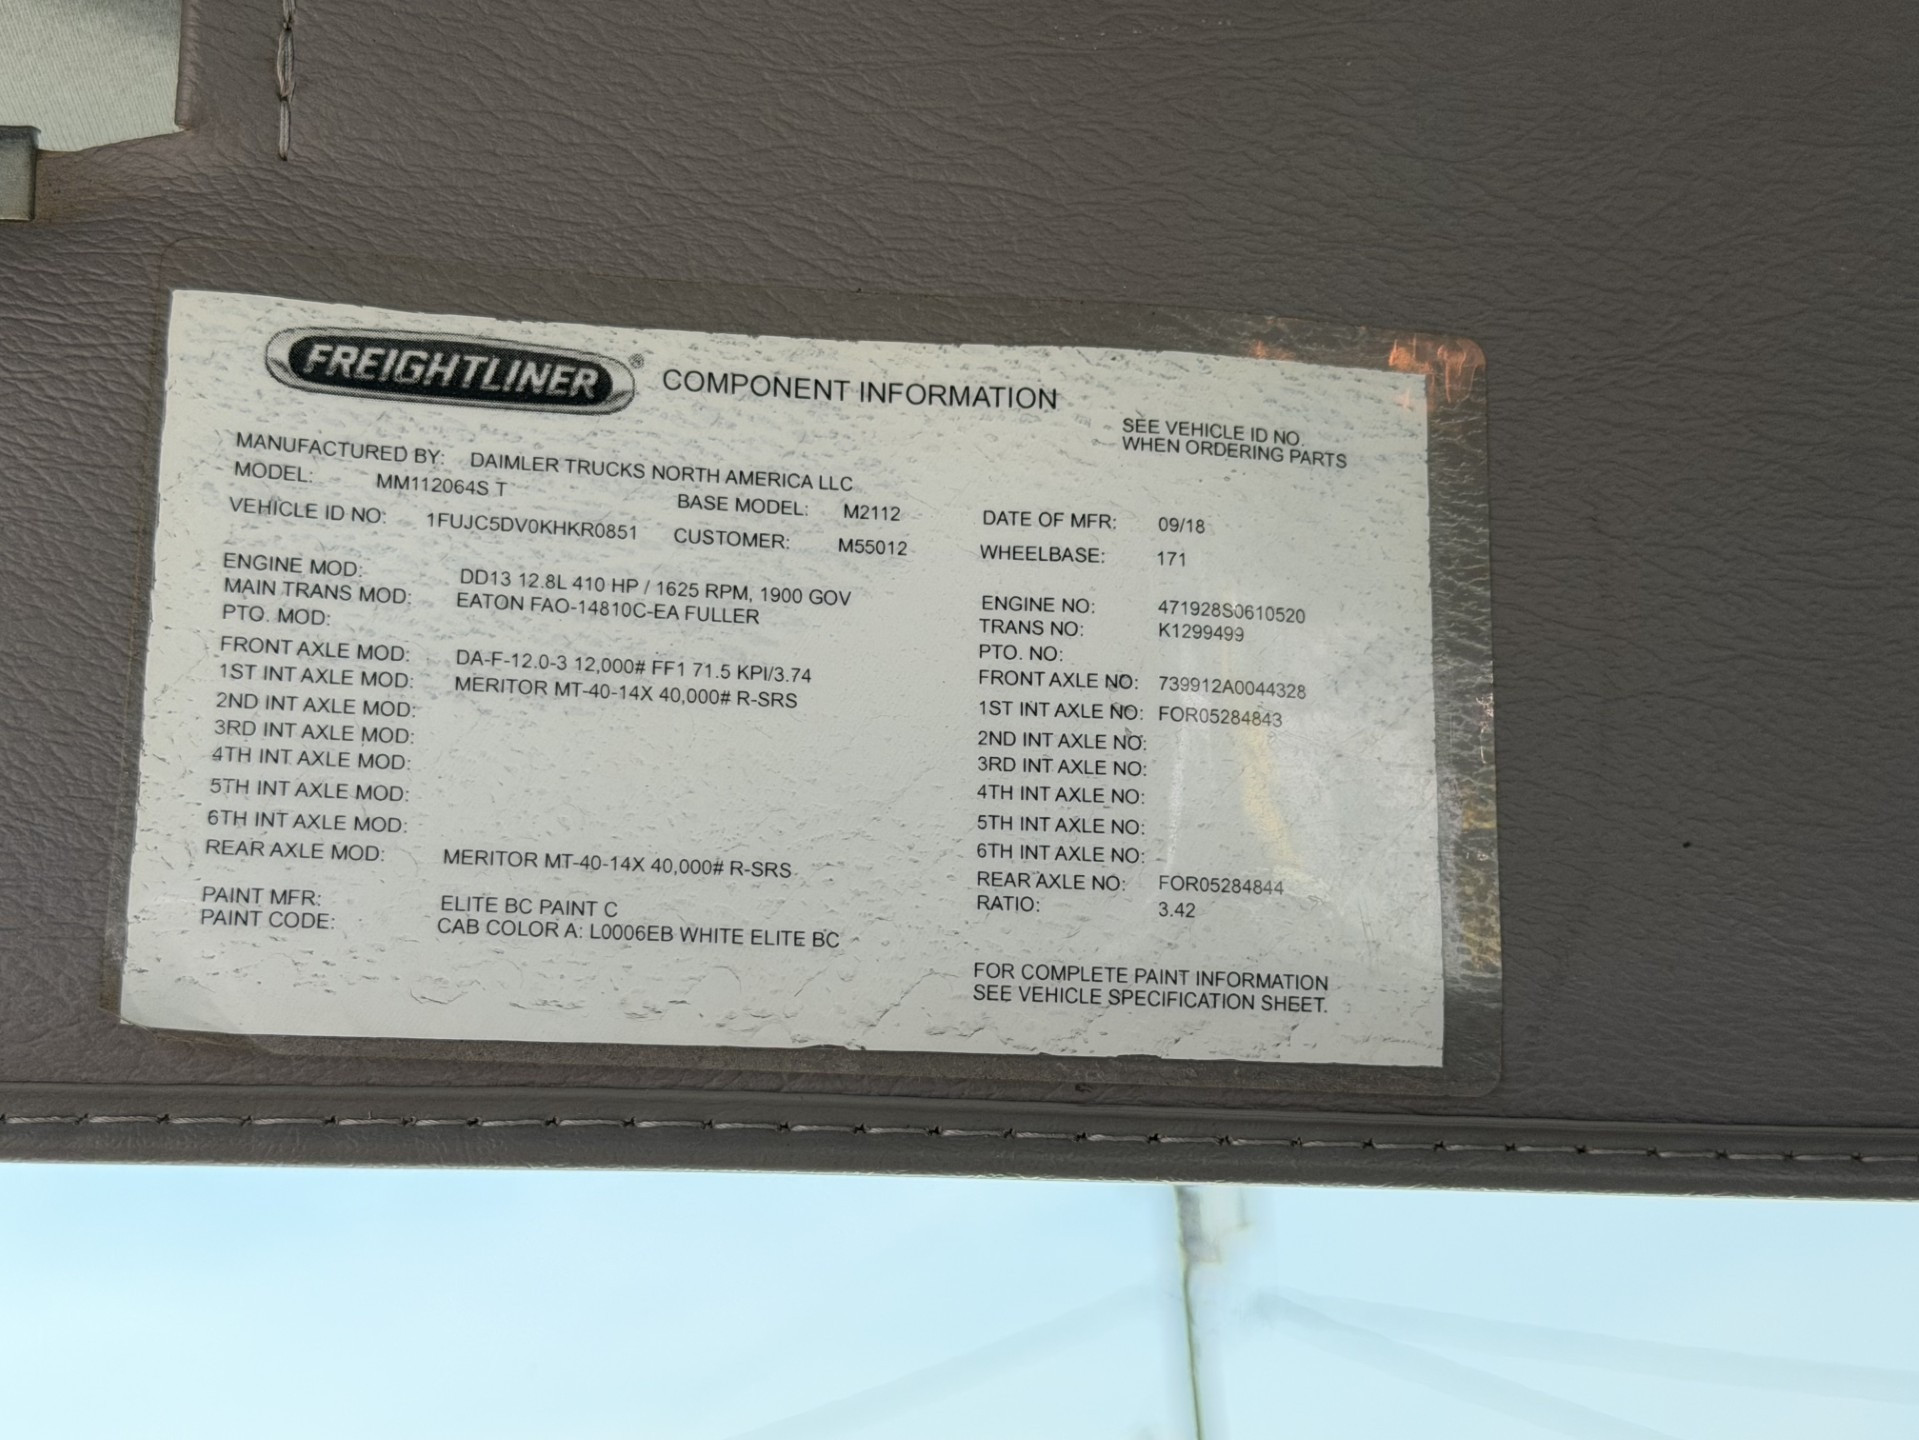 FREIGHTLINER® COMPONENT INFORMATION
SEE VEHICLE ID NO.
WHEN ORDERING PARTS
MANUFACTURED BY: DAIMLER TRUCKS NORTH AMERICA LLC
MODEL: MM112064S T BASE MODEL: M2112 DATE OF MFR: 09/18
VEHICLE ID NO: 1FUJC5DV0KHKR0851 CUSTOMER: M55012 WHEELBASE: 171
ENGINE MOD: DD13 12.8L 410 HP / 1625 RPM, 1900 GOV ENGINE NO: 471928S0610520
MAIN TRANS MOD: EATON FAO-14810C-EA FULLER TRANS NO: K1299499
PTO. MOD: PTO. NO:
FRONT AXLE MOD: DA-F-12.0-3 12,000# FF1 71.5 KPI/3.74 FRONT AXLE NO: 739912A0044328
1ST INT AXLE MOD: MERITOR MT-40-14X 40,000# R-SRS 1ST INT AXLE NO: FOR05284843
2ND INT AXLE MOD: 2ND INT AXLE NO:
3RD INT AXLE MOD: 3RD INT AXLE NO:
4TH INT AXLE MOD: 4TH INT AXLE NO:
5TH INT AXLE MOD: 5TH INT AXLE NO:
6TH INT AXLE MOD: 6TH INT AXLE NO:
REAR AXLE MOD: MERITOR MT-40-14X 40,000# R-SRS REAR AXLE NO: FOR05284844
RATIO: 3.42
PAINT MFR: ELITE BC PAINT C
PAINT CODE: CAB COLOR A: L0006EB WHITE ELITE BC
FOR COMPLETE PAINT INFORMATION
SEE VEHICLE SPECIFICATION SHEET.